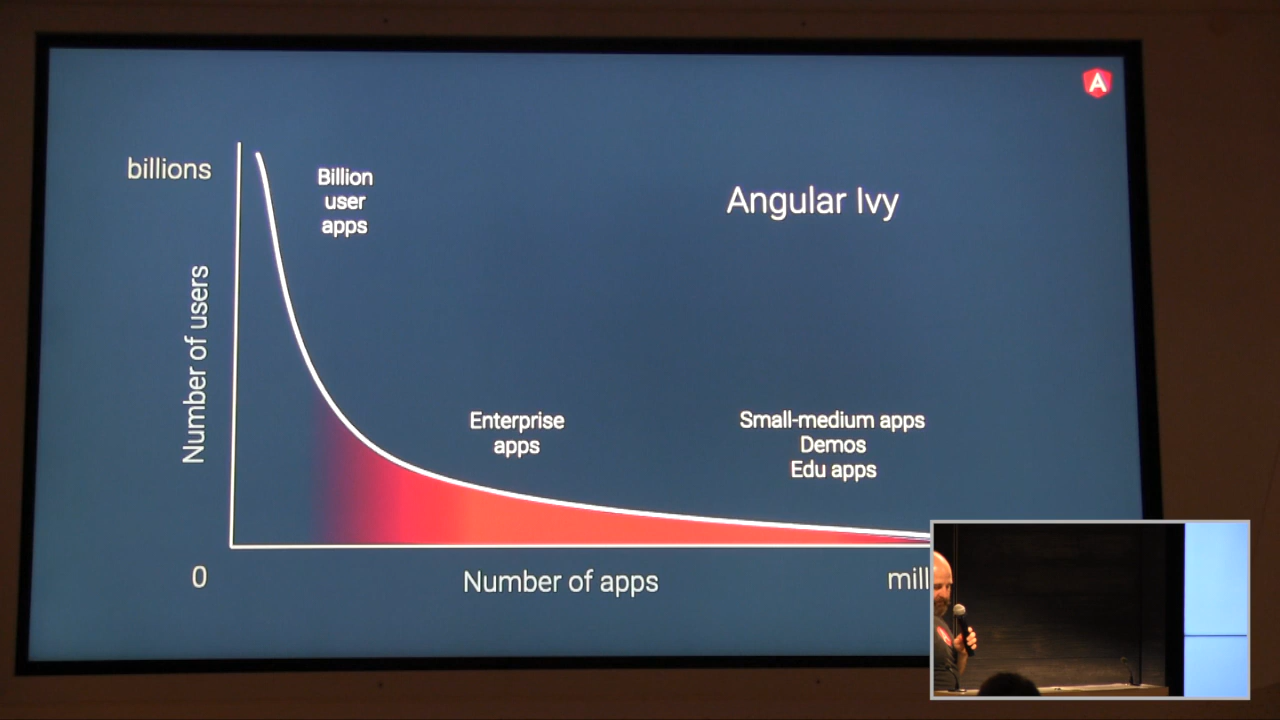 A
billions
Billion
user
apps
Angular Ivy
Number of users
Enterprise
apps
Small-medium apps
Demos
Edu apps
0
Number of apps